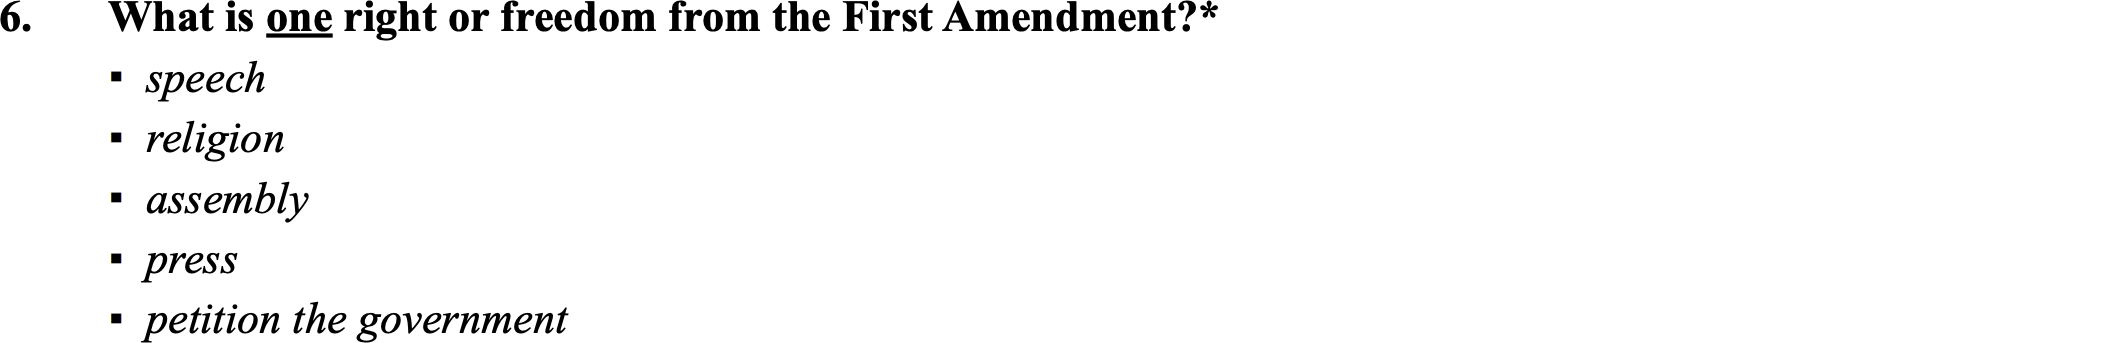 6. What is one right or freedom from the First Amendment?*
▪ speech
▪ religion
▪ assembly
▪ press
▪ petition the government